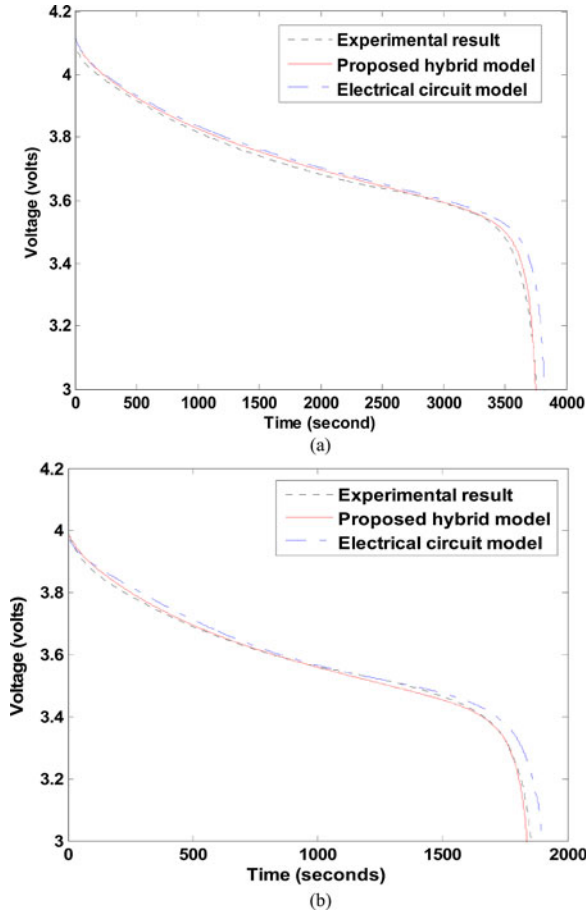 4.2
4
3.8
3.6
3.4
3.2
3
Voltage (volts)
Experimental result
Proposed hybrid model
Electrical circuit model
0 500 1000 1500 2000 2500 3000 3500 4000
Time (second)
(a)
4.2
4
3.8
3.6
3.4
3.2
3
Voltage (volts)
Experimental result
Proposed hybrid model
Electrical circuit model
0 500 1000 1500 2000
Time (seconds)
(b)